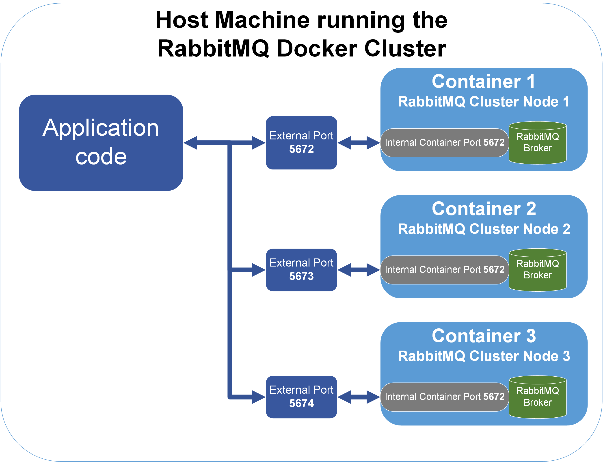 Host Machine running the
RabbitMQ Docker Cluster
Application
code
External Port
5672
Container 1
RabbitMQ Cluster Node 1
Internal Container Port 5672
RabbitMQ
Broker
External Port
5673
Container 2
RabbitMQ Cluster Node 2
Internal Container Port 5672
RabbitMQ
Broker
External Port
5674
Container 3
RabbitMQ Cluster Node 3
Internal Container Port 5672
RabbitMQ
Broker